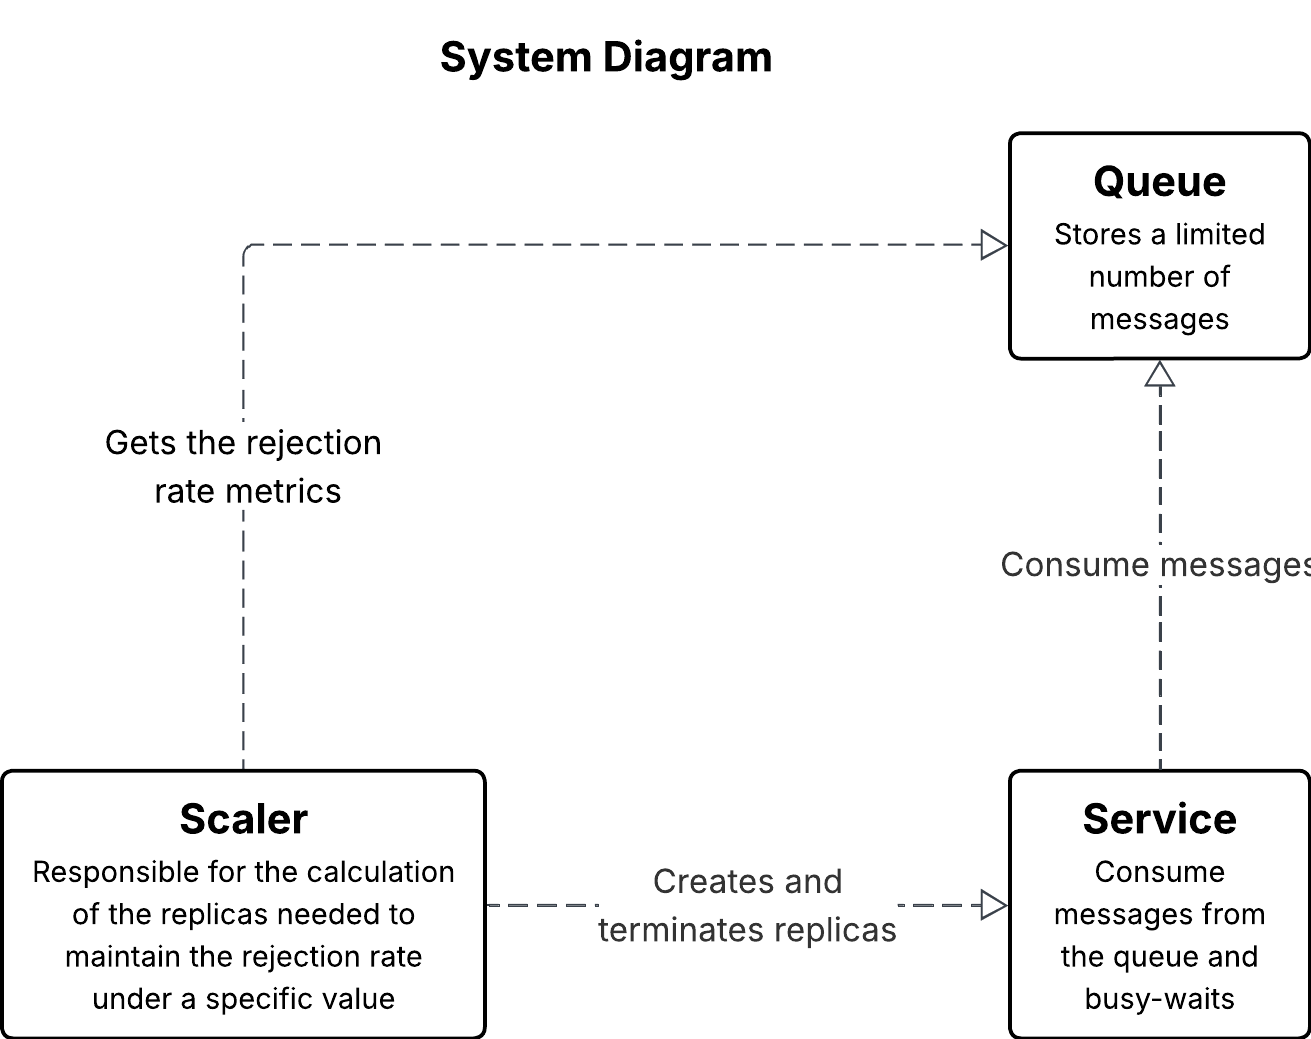 System Diagram
Queue
Stores a limited
number of
messages
Gets the rejection
rate metrics
Consume messages
Scaler
Responsible for the calculation
of the replicas needed to
maintain the rejection rate
under a specific value
Creates and
terminates replicas
Service
Consume
messages from
the queue and
busy-waits